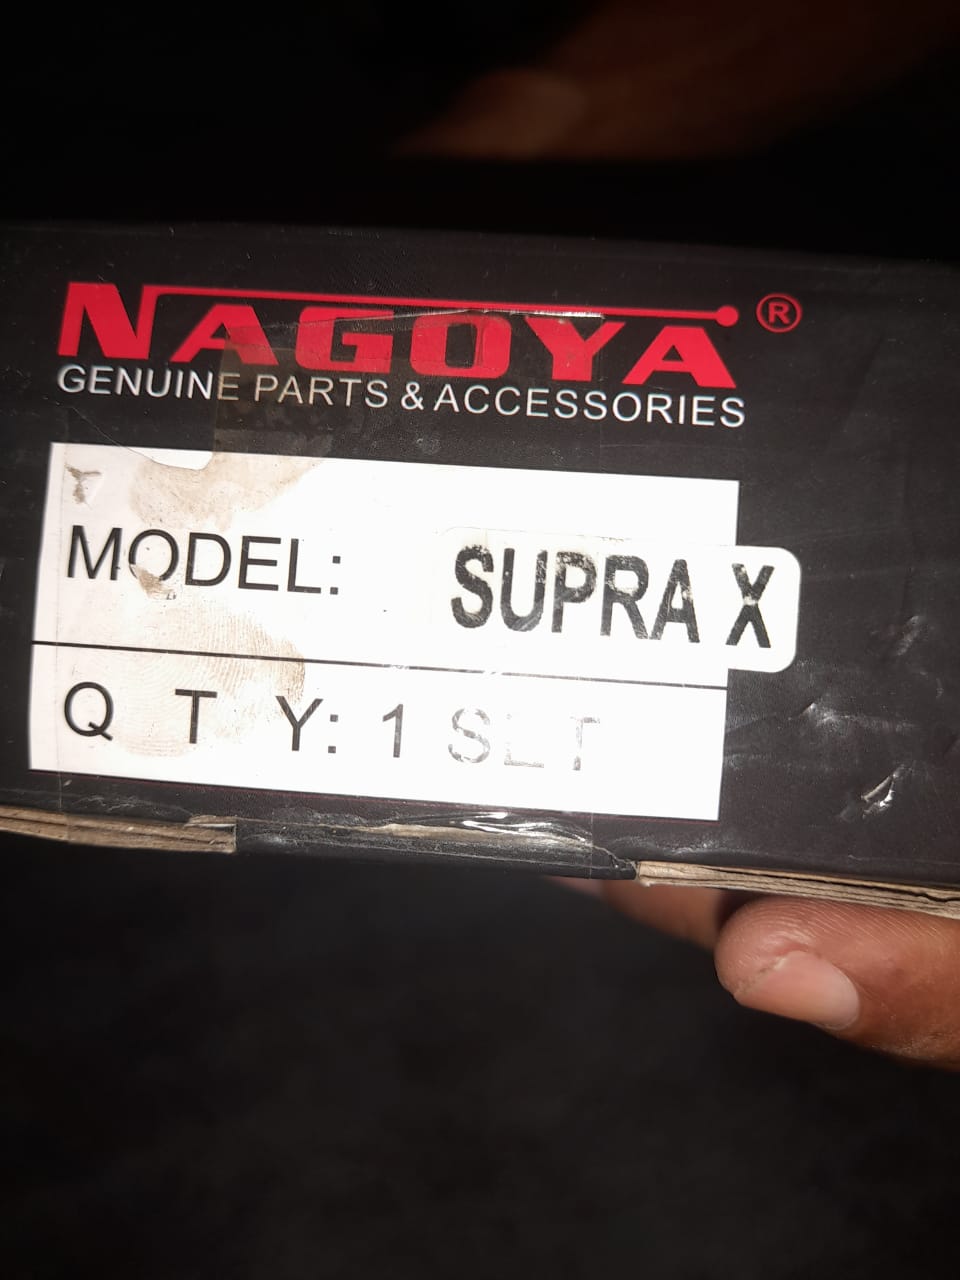 NAGOYA ®
GENUINE PARTS & ACCESSORIES
MODEL: SUPRA X
Q T Y: 1 SET